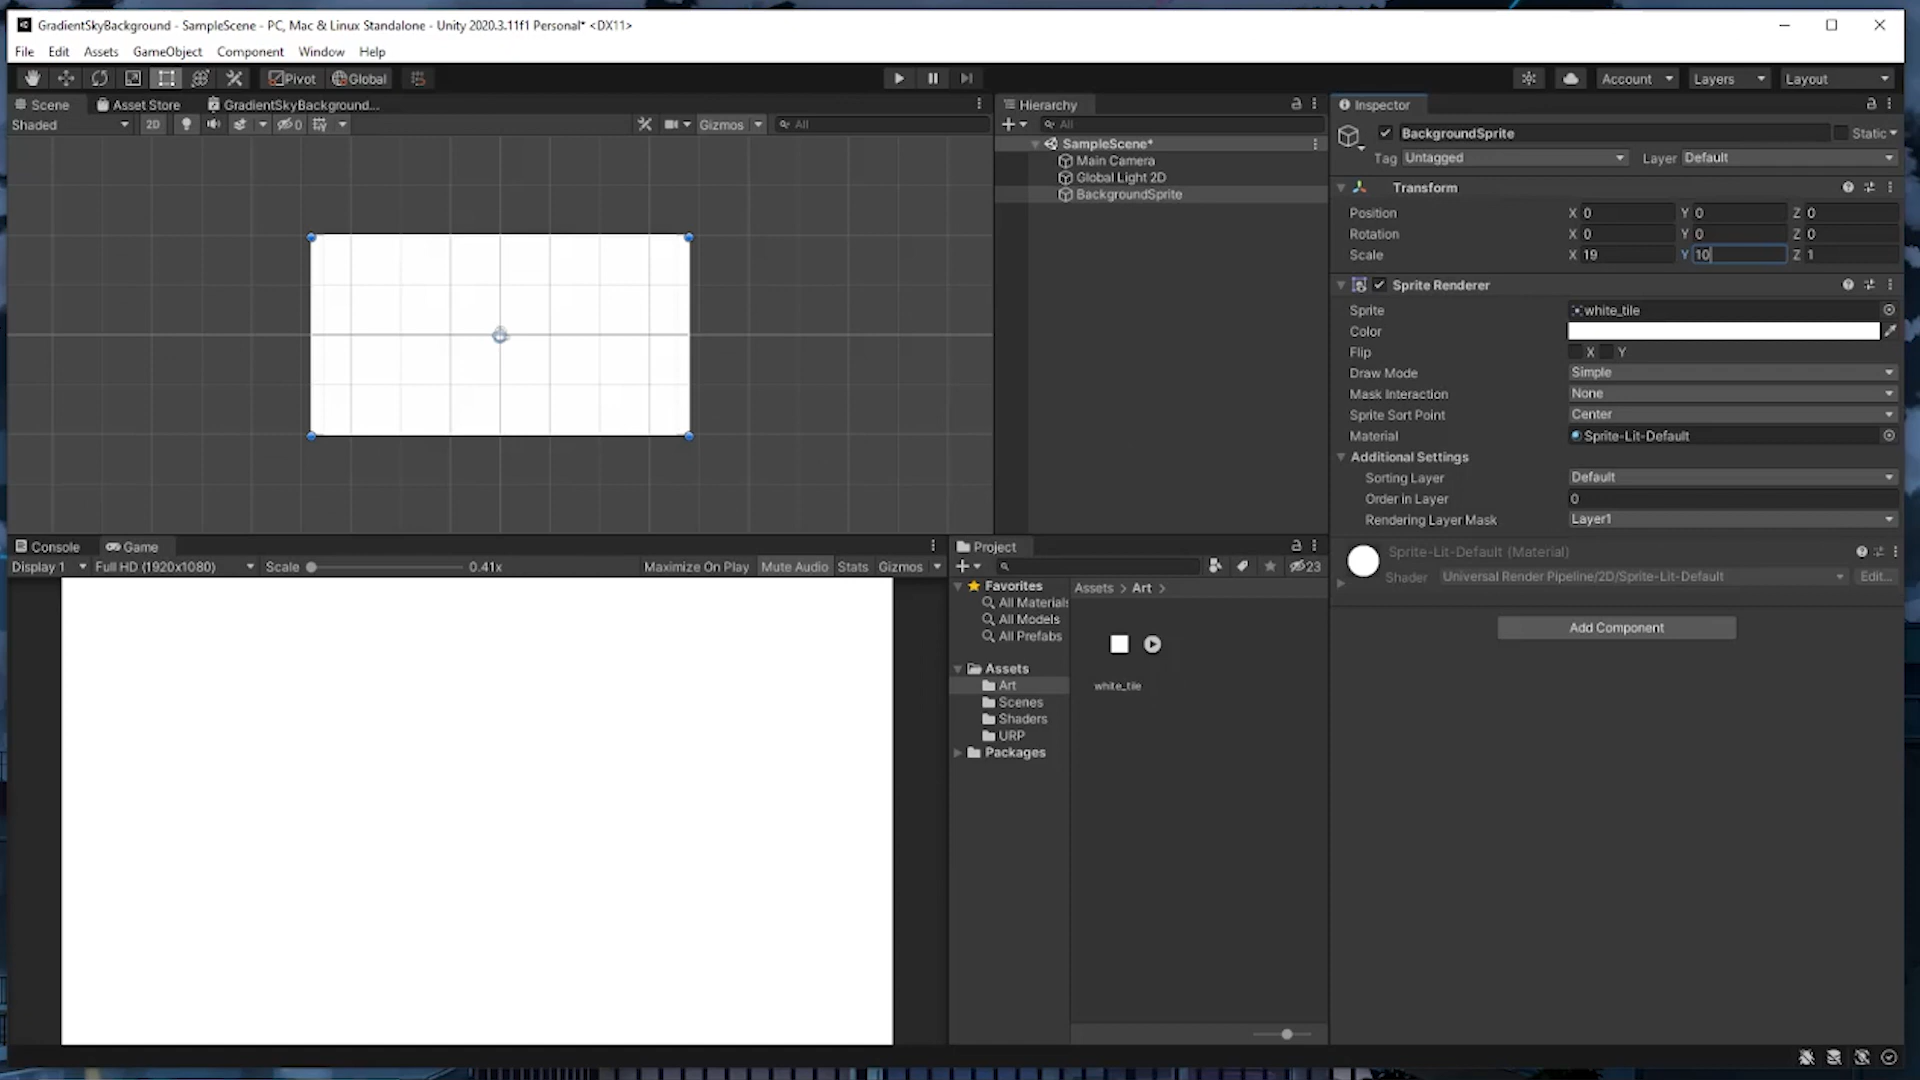 GradientSkyBackground - SampleScene - PC, Mac & Linux Standalone - Unity 2020.3.11f1 Personal* <DX11>
File Edit Assets GameObject Component Window Help
Pivot Global Account Layers Layout
Scene Asset Store GradientSkyBackground...
Shaded 2D 0 Gizmos All
Hierarchy
All
SampleScene*
Main Camera
Global Light 2D
BackgroundSprite
Inspector
BackgroundSprite Static
Tag Untagged Layer Default
Transform
Position X 0 Y 0 Z 0
Rotation X 0 Y 0 Z 0
Scale X 19 Y 10 Z 1
Sprite Renderer
Sprite white_tile
Color
Flip X Y
Draw Mode Simple
Mask Interaction None
Sprite Sort Point Center
Material Sprite-Lit-Default
Additional Settings
Sorting Layer Default
Order in Layer 0
Rendering Layer Mask Layer1
Sprite-Lit-Default (Material)
Shader Universal Render Pipeline/2D/Sprite-Lit-Default Edit...
Add Component
Console Game
Display 1 Full HD (1920x1080) Scale 0.41x Maximize On Play Mute Audio Stats Gizmos
Project
23
Favorites
All Materials
All Models
All Prefabs
Assets
Art
Scenes
Shaders
URP
Packages
Assets > Art >
white_tile